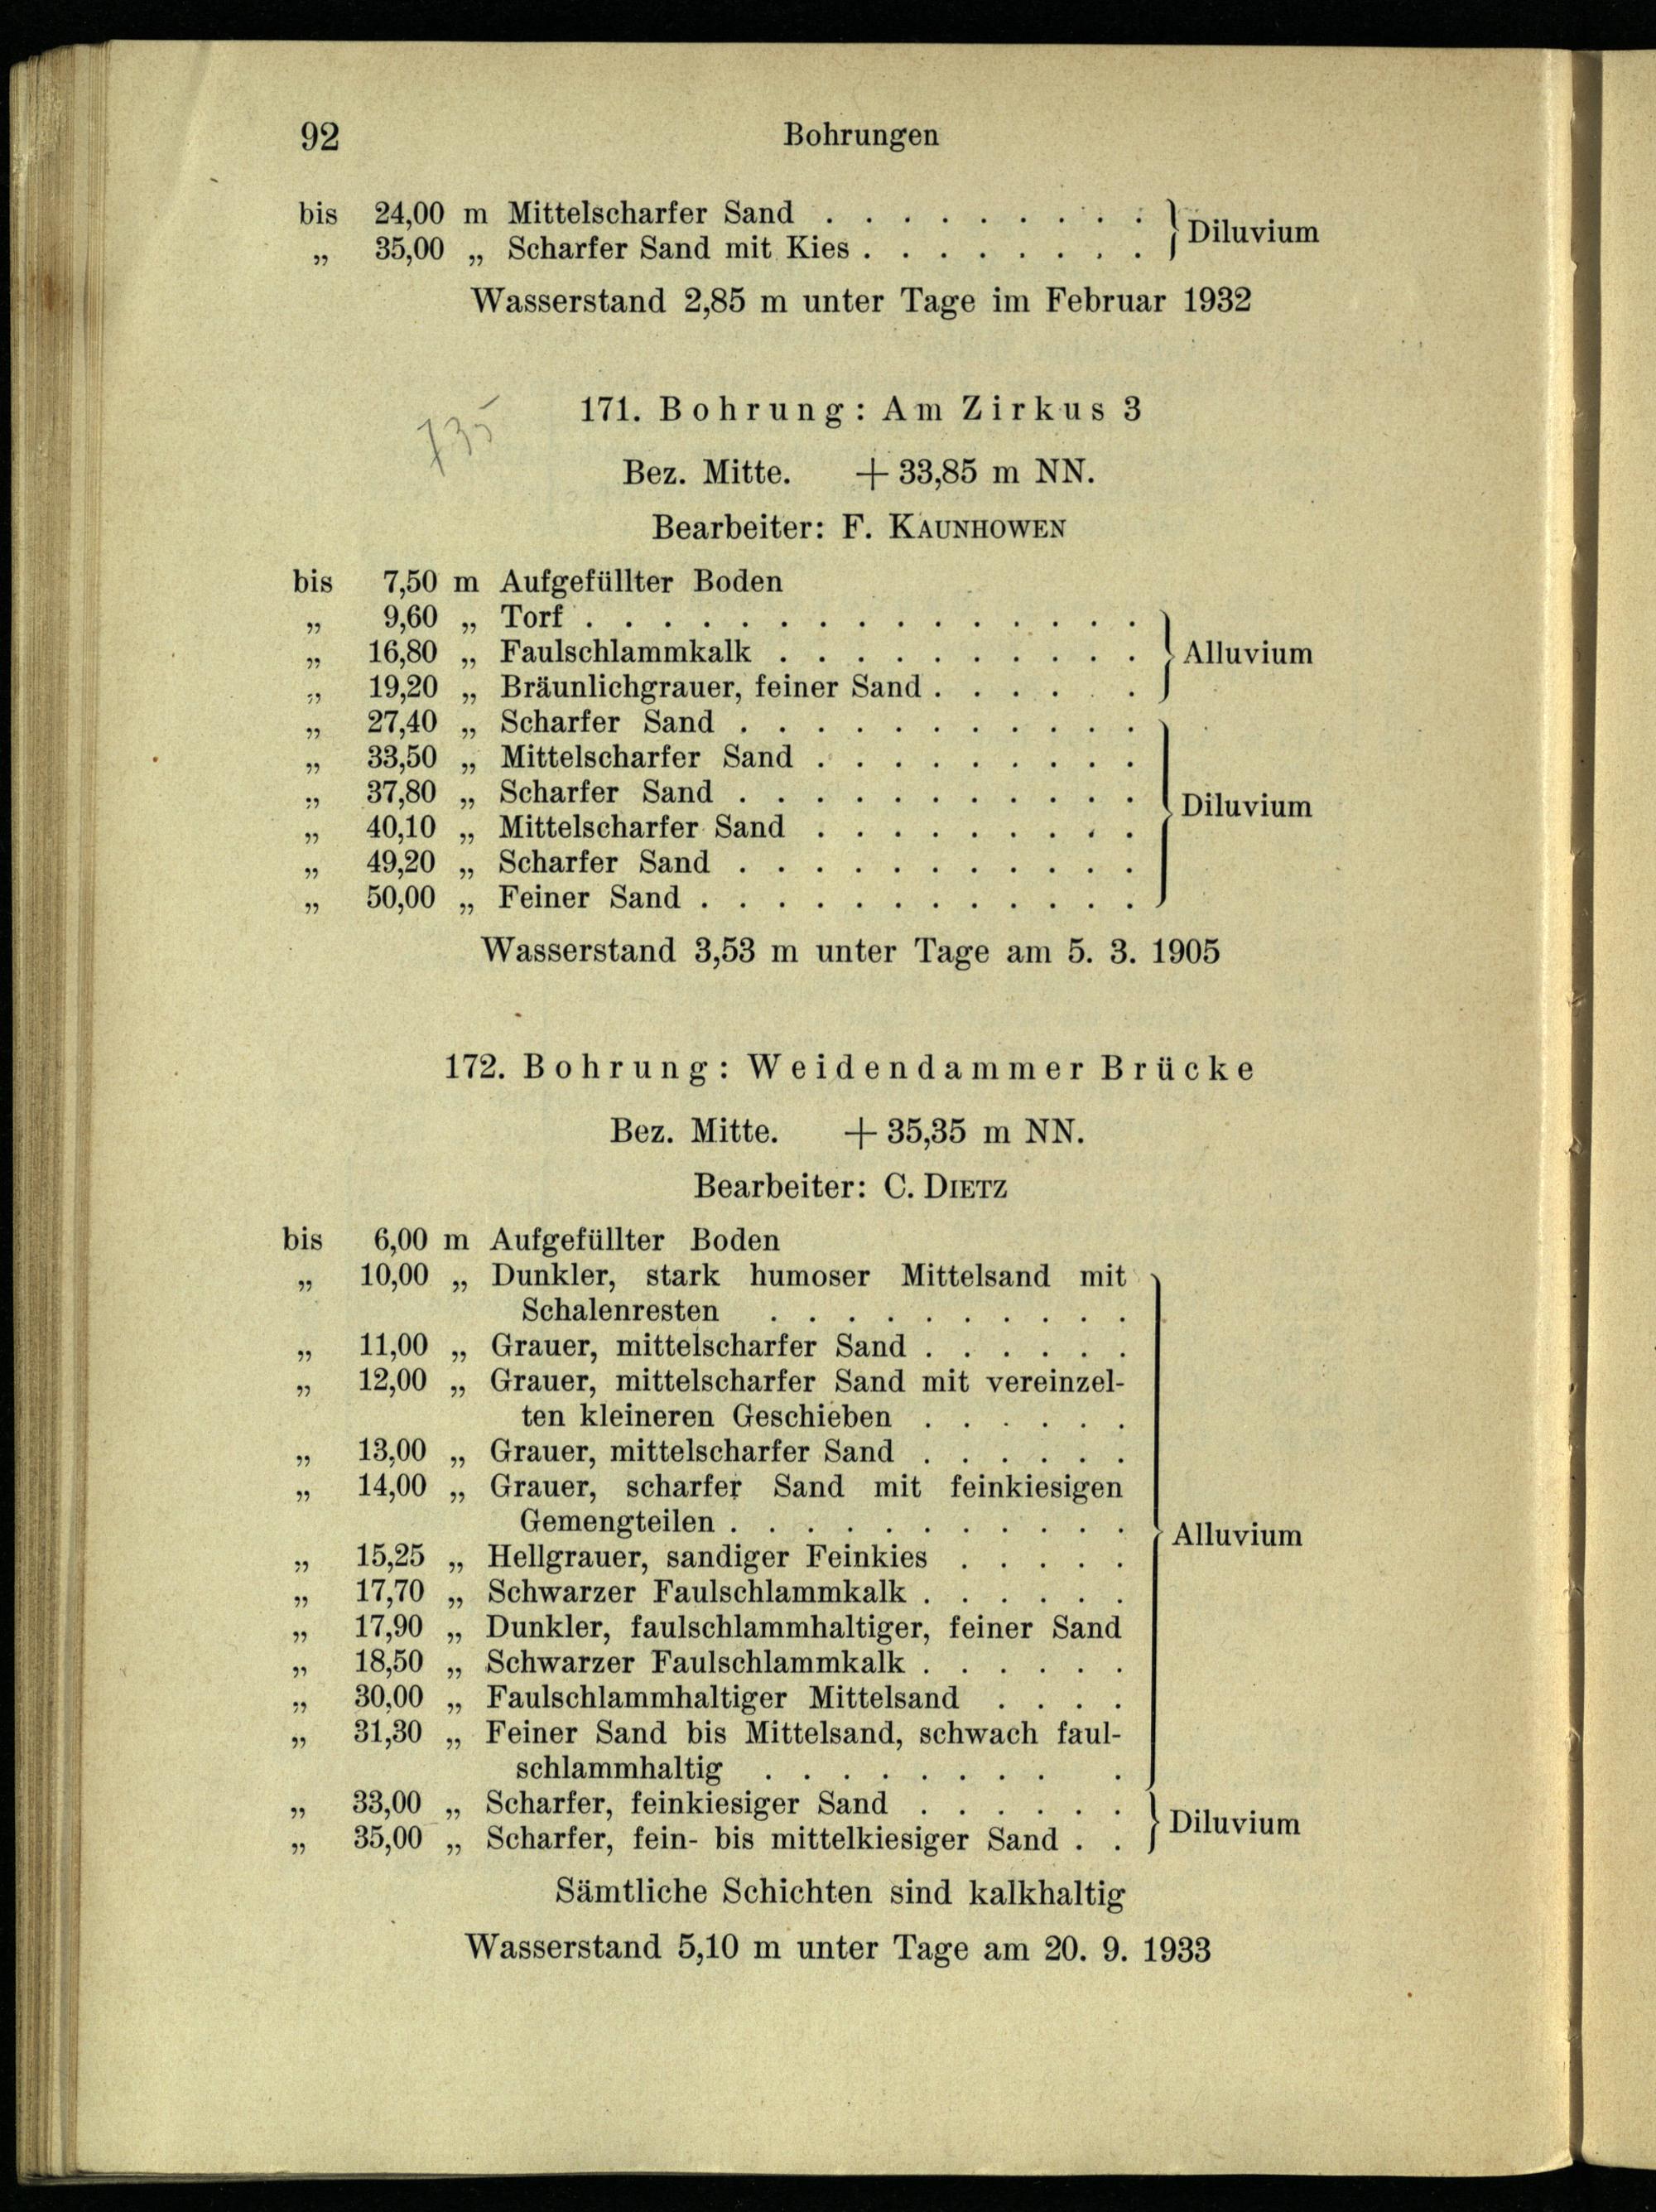 92 Bohrungen
bis 24,00 m Mittelscharfer Sand . . . . . . . . . } Diluvium
„ 35,00 „ Scharfer Sand mit Kies . . . . . . . .
Wasserstand 2,85 m unter Tage im Februar 1932
171. Bohrung: Am Zirkus 3
735
Bez. Mitte. + 33,85 m NN.
Bearbeiter: F. KAUNHOWEN
bis 7,50 m Aufgefüllter Boden
„ 9,60 „ Torf . . . . . . . . . . . . . . .
„ 16,80 „ Faulschlammkalk . . . . . . . . . . } Alluvium
„ 19,20 „ Bräunlichgrauer, feiner Sand . . . . . .
„ 27,40 „ Scharfer Sand . . . . . . . . . . .
„ 33,50 „ Mittelscharfer Sand . . . . . . . . .
„ 37,80 „ Scharfer Sand . . . . . . . . . . . } Diluvium
„ 40,10 „ Mittelscharfer Sand . . . . . . . . .
„ 49,20 „ Scharfer Sand . . . . . . . . . . .
„ 50,00 „ Feiner Sand . . . . . . . . . . . .
Wasserstand 3,53 m unter Tage am 5. 3. 1905
172. Bohrung: Weidendammer Brücke
Bez. Mitte. + 35,35 m NN.
Bearbeiter: C. DIETZ
bis 6,00 m Aufgefüllter Boden
„ 10,00 „ Dunkler, stark humoser Mittelsand mit
Schalenresten . . . . . . . . . .
„ 11,00 „ Grauer, mittelscharfer Sand . . . . . .
„ 12,00 „ Grauer, mittelscharfer Sand mit vereinzel-
ten kleineren Geschieben . . . . . .
„ 13,00 „ Grauer, mittelscharfer Sand . . . . . .
„ 14,00 „ Grauer, scharfer Sand mit feinkiesigen
Gemengteilen . . . . . . . . . . . } Alluvium
„ 15,25 „ Hellgrauer, sandiger Feinkies . . . . .
„ 17,70 „ Schwarzer Faulschlammkalk . . . . . .
„ 17,90 „ Dunkler, faulschlammhaltiger, feiner Sand
„ 18,50 „ Schwarzer Faulschlammkalk . . . . . .
„ 30,00 „ Faulschlammhaltiger Mittelsand . . . .
„ 31,30 „ Feiner Sand bis Mittelsand, schwach faul-
schlammhaltig . . . . . . . . .
„ 33,00 „ Scharfer, feinkiesiger Sand . . . . . . } Diluvium
„ 35,00 „ Scharfer, fein- bis mittelkiesiger Sand . .
Sämtliche Schichten sind kalkhaltig
Wasserstand 5,10 m unter Tage am 20. 9. 1933